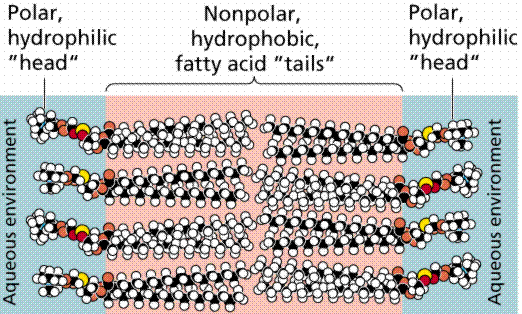 Polar,
hydrophilic
”head“
Nonpolar,
hydrophobic,
fatty acid ”tails“
Polar,
hydrophilic
”head“
Aqueous environment
Aqueous environment